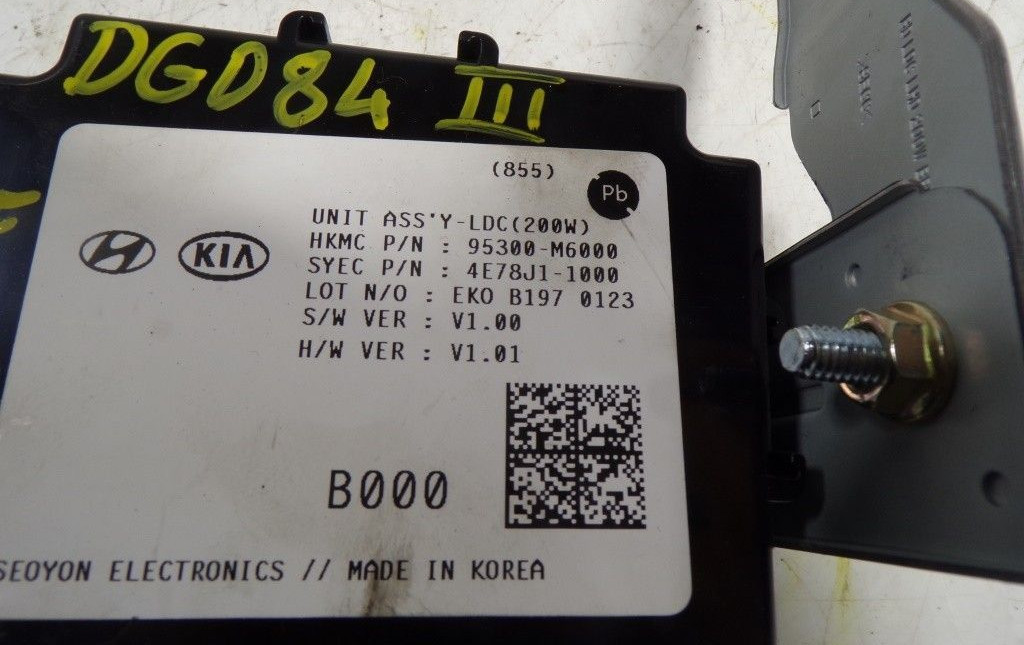 DGD84 III
(855)
Pb
UNIT ASS'Y-LDC(200W)
HKMC P/N : 95300-M6000
KIA
SYEC P/N : 4E78J1-1000
LOT N/O : EKO B197 0123
S/W VER : V1.00
H/W VER : V1.01
B000
SEOYON ELECTRONICS // MADE IN KOREA